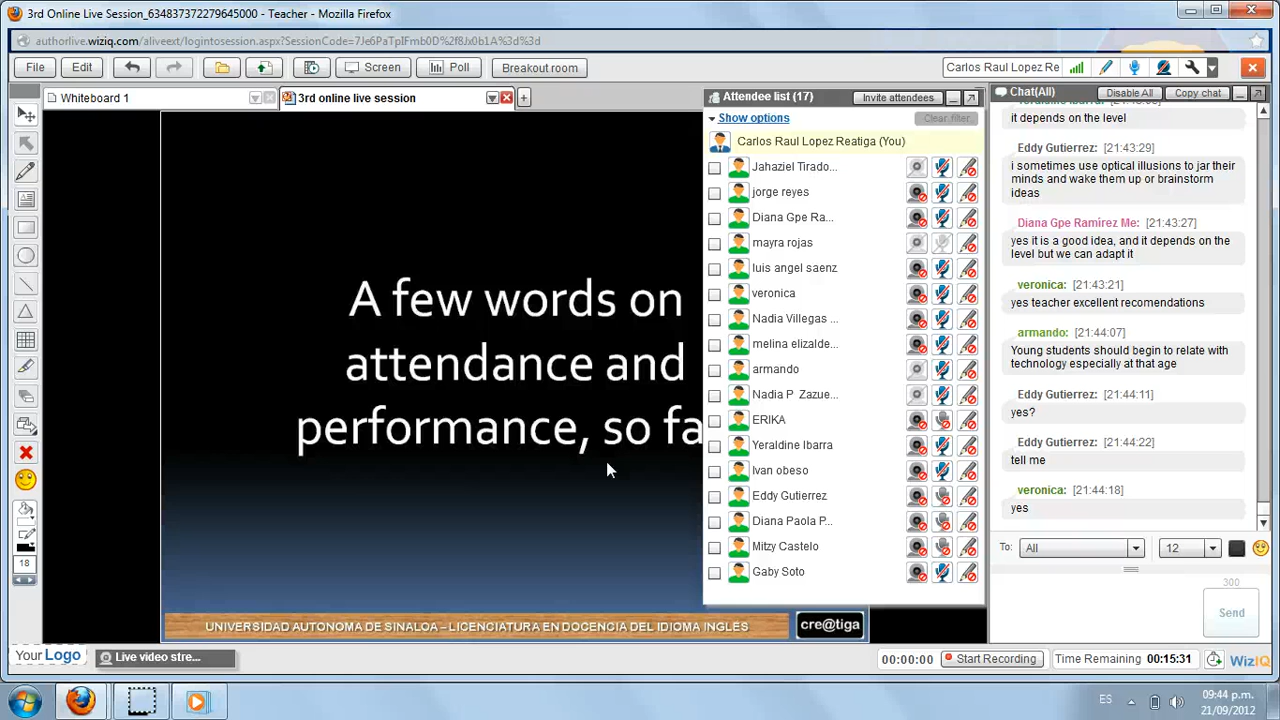 3rd Online Live Session_634837372279645000 - Teacher - Mozilla Firefox
authorlive.wiziq.com/aliveext/logintosession.aspx?SessionCode=7Je6PaTpIFmb0D%2f8Jx0b1A%3d%3d
File
Edit
Screen
Poll
Breakout room
Carlos Raul Lopez Re
Whiteboard 1
3rd online live session
A few words on
attendance and
performance, so fa
UNIVERSIDAD AUTONOMA DE SINALOA – LICENCIATURA EN DOCENCIA DEL IDIOMA INGLÉS
cre@tiga
Attendee list (17)
Invite attendees
Show options
Clear filter
Carlos Raul Lopez Reatiga (You)
Jahaziel Tirado...
jorge reyes
Diana Gpe Ra...
mayra rojas
luis angel saenz
veronica
Nadia Villegas ...
melina elizalde...
armando
Nadia P Zazue...
ERIKA
Yeraldine Ibarra
Ivan obeso
Eddy Gutierrez
Diana Paola P...
Mitzy Castelo
Gaby Soto
Chat(All)
Disable All
Copy chat
it depends on the level
Eddy Gutierrez: [21:43:29]
i sometimes use optical illusions to jar their
minds and wake them up or brainstorm
ideas
Diana Gpe Ramírez Me: [21:43:27]
yes it is a good idea, and it depends on the
level but we can adapt it
veronica: [21:43:21]
yes teacher excellent recomendations
armando: [21:44:07]
Young students should begin to relate with
technology especially at that age
Eddy Gutierrez: [21:44:11]
yes?
Eddy Gutierrez: [21:44:22]
tell me
veronica: [21:44:18]
yes
To:
All
12
300
Send
18
Your Logo
Live video stre...
00:00:00
Start Recording
Time Remaining 00:15:31
WizIQ
ES
09:44 p.m.
21/09/2012